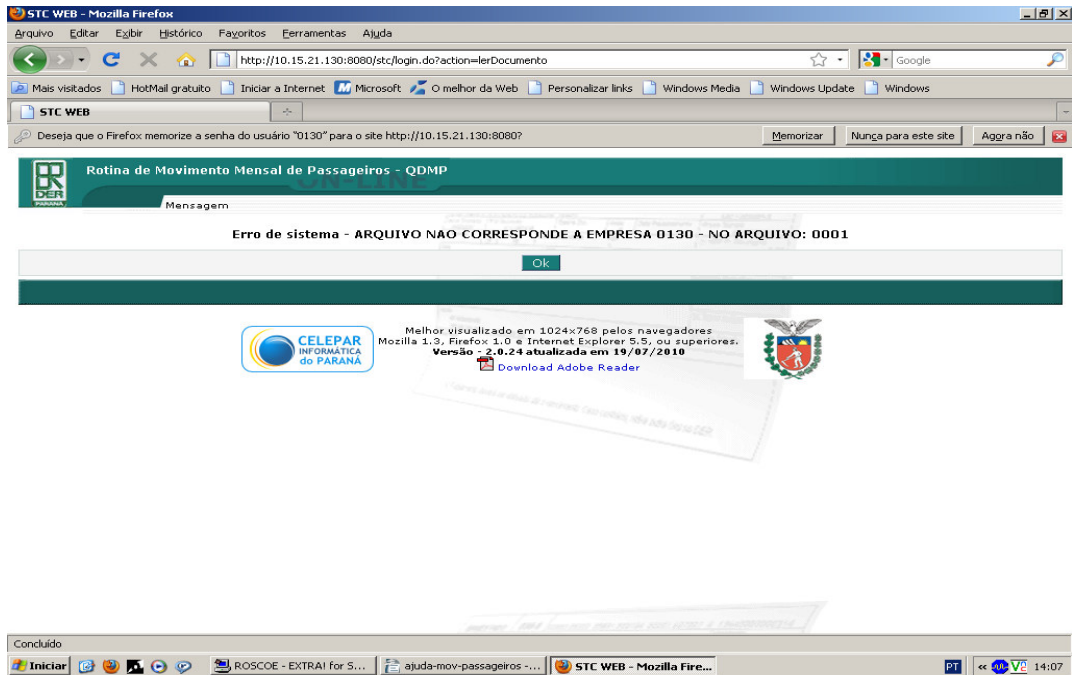 STC WEB - Mozilla Firefox
Arquivo Editar Exibir Histórico Favoritos Ferramentas Ajuda
http://10.15.21.130:8080/stc/login.do?action=lerDocumento
Google
Mais visitados HotMail gratuito Iniciar a Internet Microsoft O melhor da Web Personalizar links Windows Media Windows Update Windows
STC WEB
Deseja que o Firefox memorize a senha do usuário "0130" para o site http://10.15.21.130:8080? Memorizar Nunca para este site Agora não
DER
PARANÁ
Rotina de Movimento Mensal de Passageiros - QDMP
ON-LINE
Mensagem
Erro de sistema - ARQUIVO NAO CORRESPONDE A EMPRESA 0130 - NO ARQUIVO: 0001
Ok
CELEPAR
INFORMÁTICA
do PARANÁ
Melhor visualizado em 1024x768 pelos navegadores
Mozilla 1.3, Firefox 1.0 e Internet Explorer 5.5, ou superiores.
Versão - 2.0.24 atualizada em 19/07/2010
Download Adobe Reader
Concluído
Iniciar ROSCOE - EXTRA! for S... ajuda-mov-passageiros -... STC WEB - Mozilla Fire... PT « 14:07